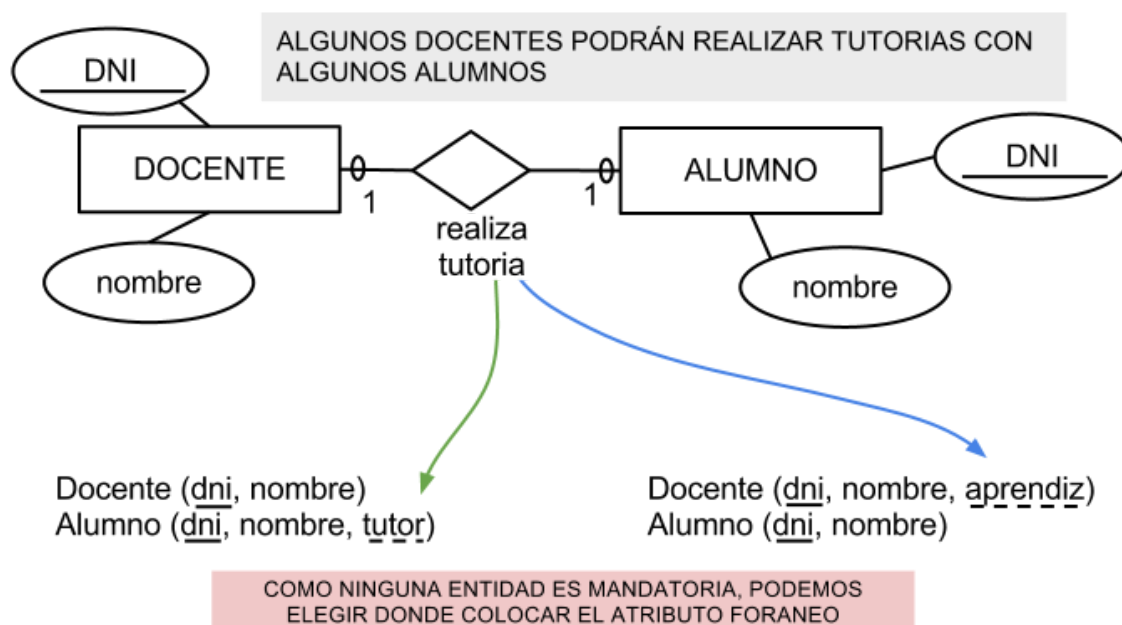 ALGUNOS DOCENTES PODRÁN REALIZAR TUTORIAS CON
ALGUNOS ALUMNOS
DNI
DOCENTE
1
nombre
realiza
tutoria
1
ALUMNO
DNI
nombre
Docente (dni, nombre)
Alumno (dni, nombre, tutor)
Docente (dni, nombre, aprendiz)
Alumno (dni, nombre)
COMO NINGUNA ENTIDAD ES MANDATORIA, PODEMOS
ELEGIR DONDE COLOCAR EL ATRIBUTO FORANEO